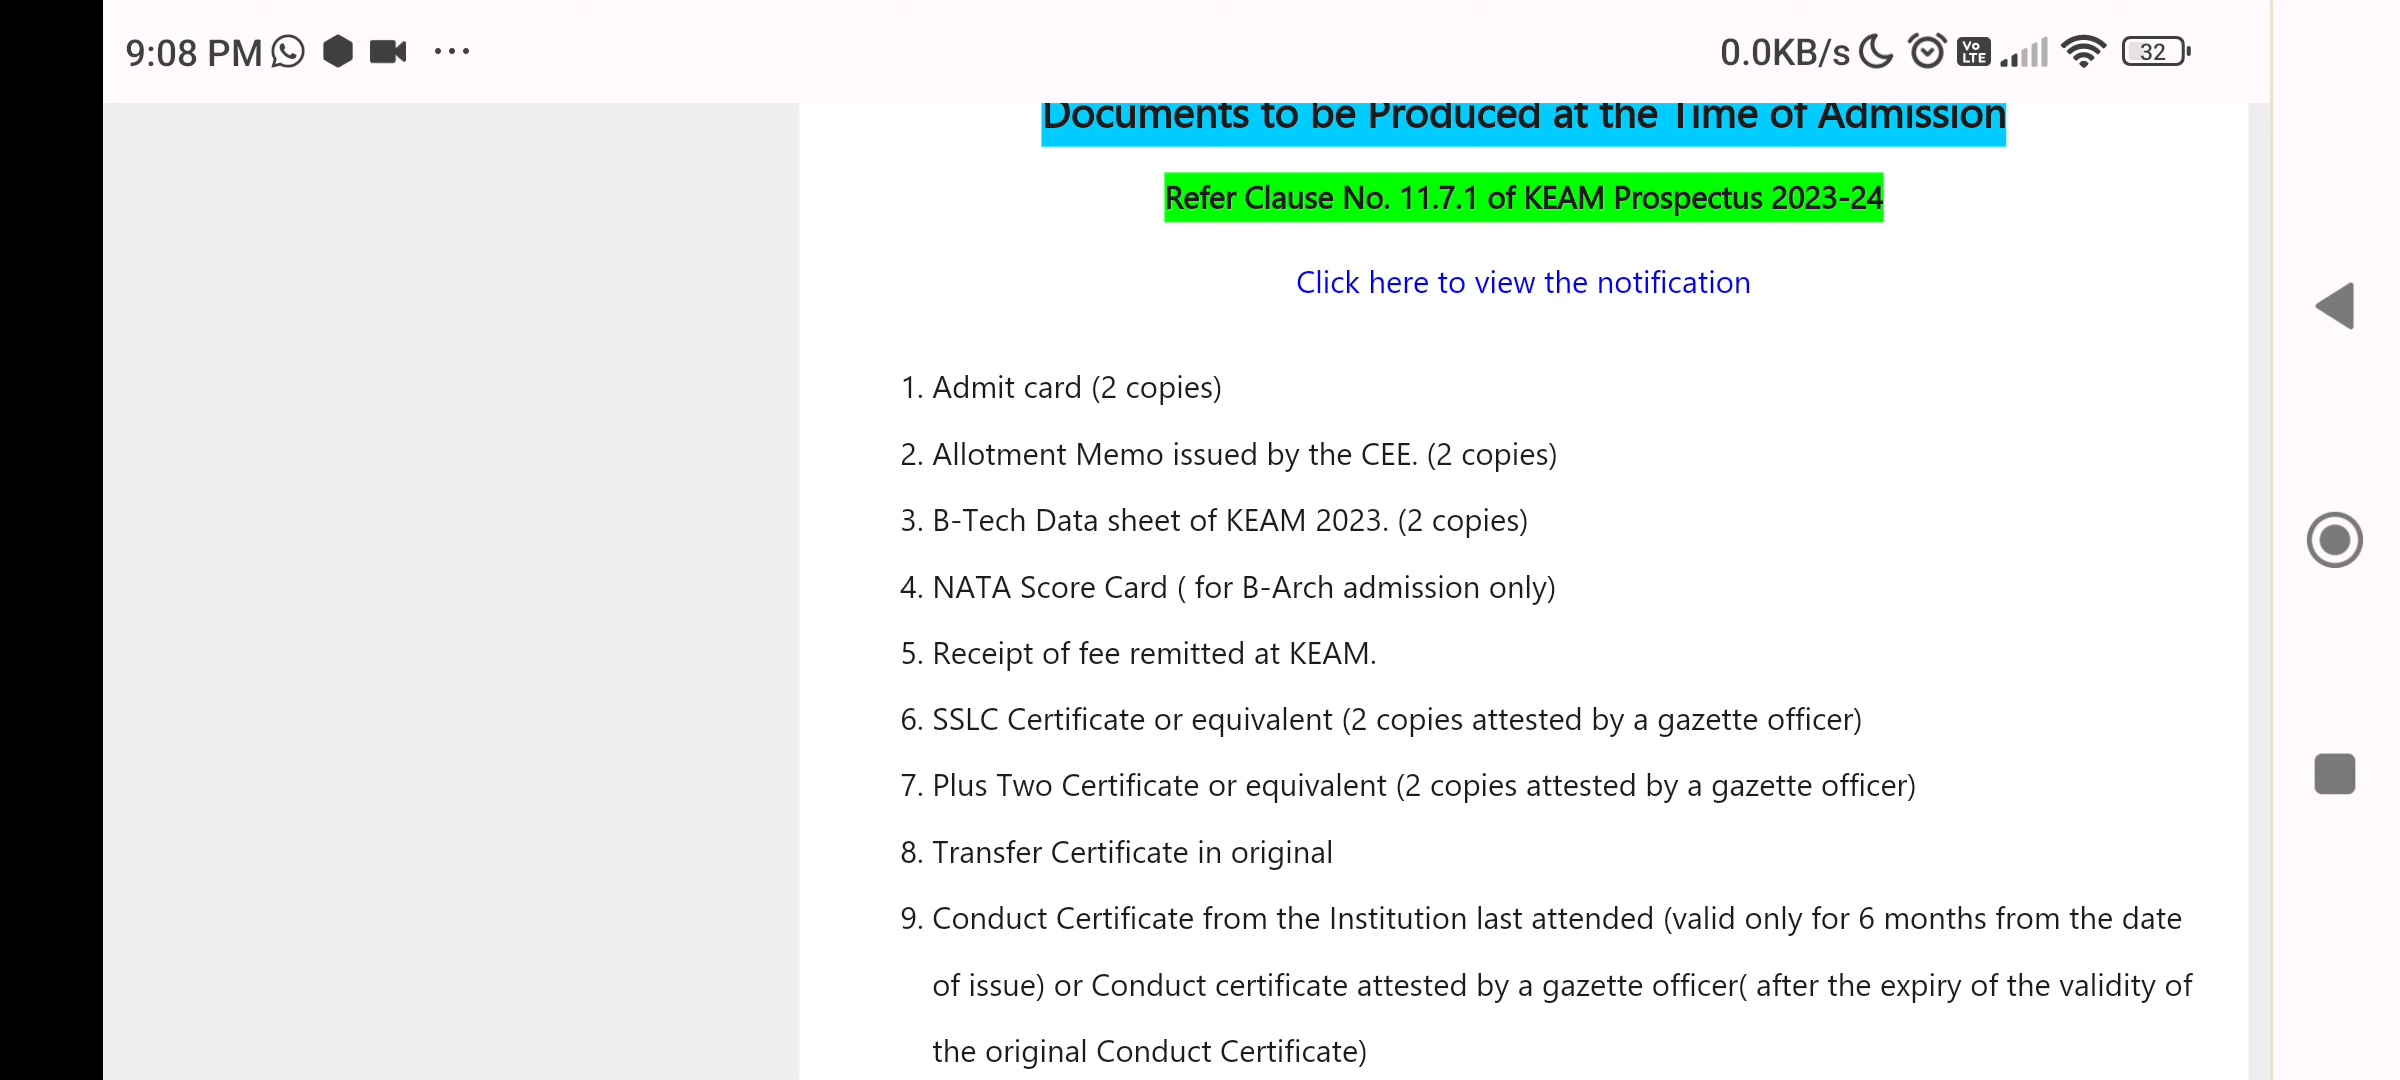 9:08 PM
0.0KB/s
Vo LTE
32
Documents to be Produced at the Time of Admission
Refer Clause No. 11.7.1 of KEAM Prospectus 2023-24
Click here to view the notification
1. Admit card (2 copies)
2. Allotment Memo issued by the CEE. (2 copies)
3. B-Tech Data sheet of KEAM 2023. (2 copies)
4. NATA Score Card ( for B-Arch admission only)
5. Receipt of fee remitted at KEAM.
6. SSLC Certificate or equivalent (2 copies attested by a gazette officer)
7. Plus Two Certificate or equivalent (2 copies attested by a gazette officer)
8. Transfer Certificate in original
9. Conduct Certificate from the Institution last attended (valid only for 6 months from the date
of issue) or Conduct certificate attested by a gazette officer( after the expiry of the validity of
the original Conduct Certificate)